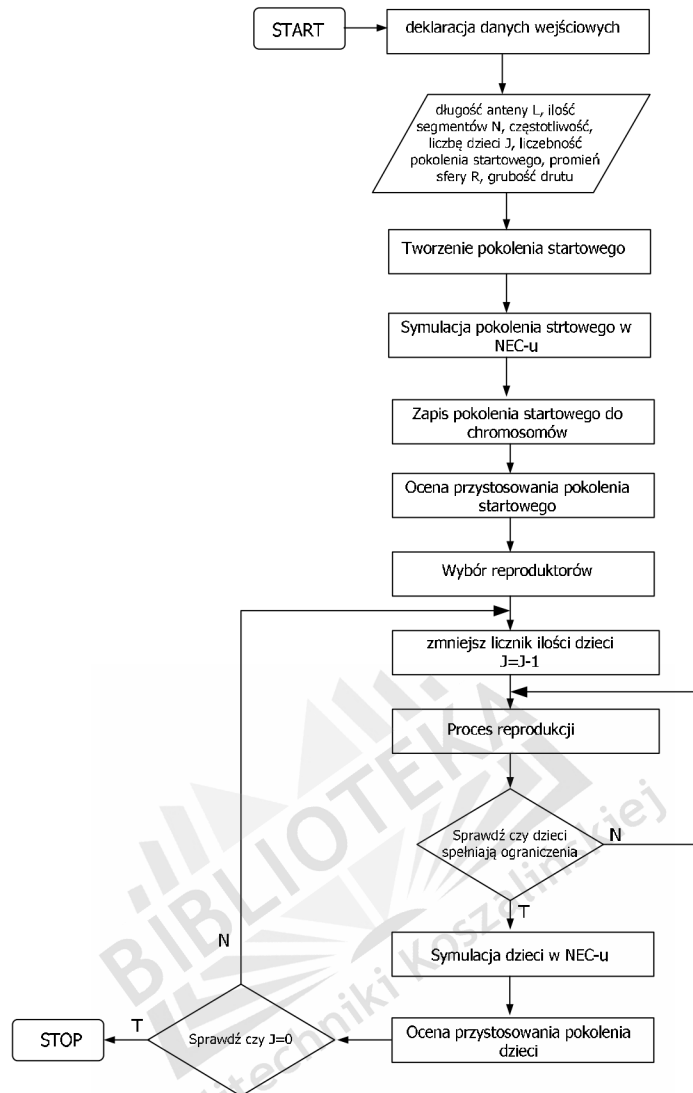 START
deklaracja danych wejściowych
długość anteny L, ilość
segmentów N, częstotliwość,
liczbę dzieci J, liczebność
pokolenia startowego, promień
sfery R, grubość drutu
Tworzenie pokolenia startowego
Symulacja pokolenia strtowego w
NEC-u
Zapis pokolenia startowego do
chromosomów
Ocena przystosowania pokolenia
startowego
Wybór reproduktorów
zmniejsz licznik ilości dzieci
J=J-1
Proces reprodukcji
Sprawdź czy dzieci
spełniają ograniczenia
N
T
Symulacja dzieci w NEC-u
Ocena przystosowania pokolenia
dzieci
Sprawdź czy J=0
N
T
STOP
BIBLIOTEKA
litechniki Koszalińskiej